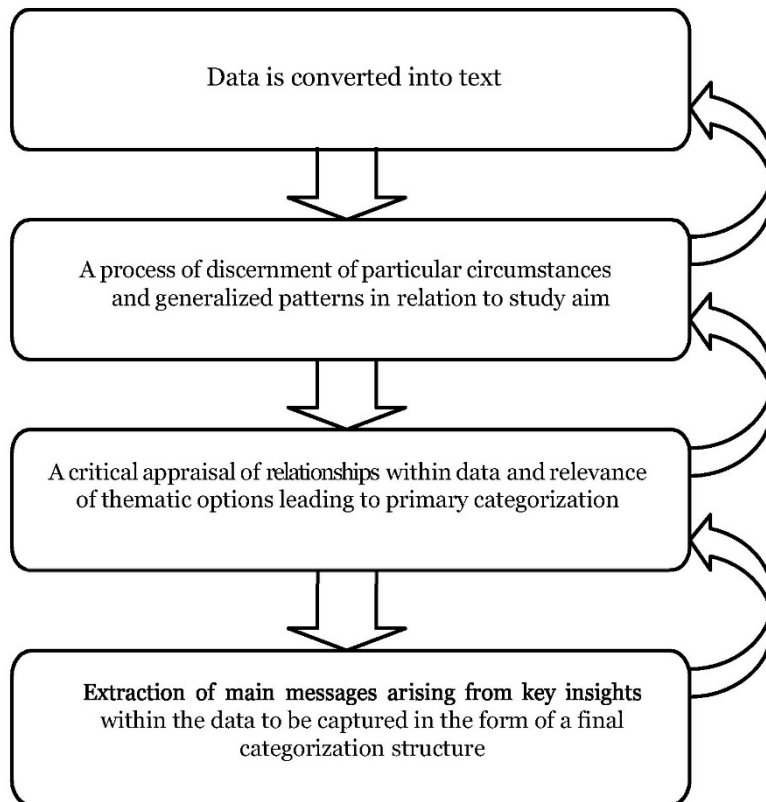 Data is converted into text
A process of discernment of particular circumstances
and generalized patterns in relation to study aim
A critical appraisal of relationships within data and relevance
of thematic options leading to primary categorization
Extraction of main messages arising from key insights
within the data to be captured in the form of a final
categorization structure